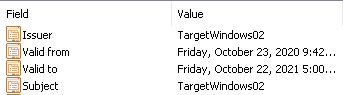 Field Value
Issuer TargetWindows02
Valid from Friday, October 23, 2020 9:42...
Valid to Friday, October 22, 2021 5:00...
Subject TargetWindows02